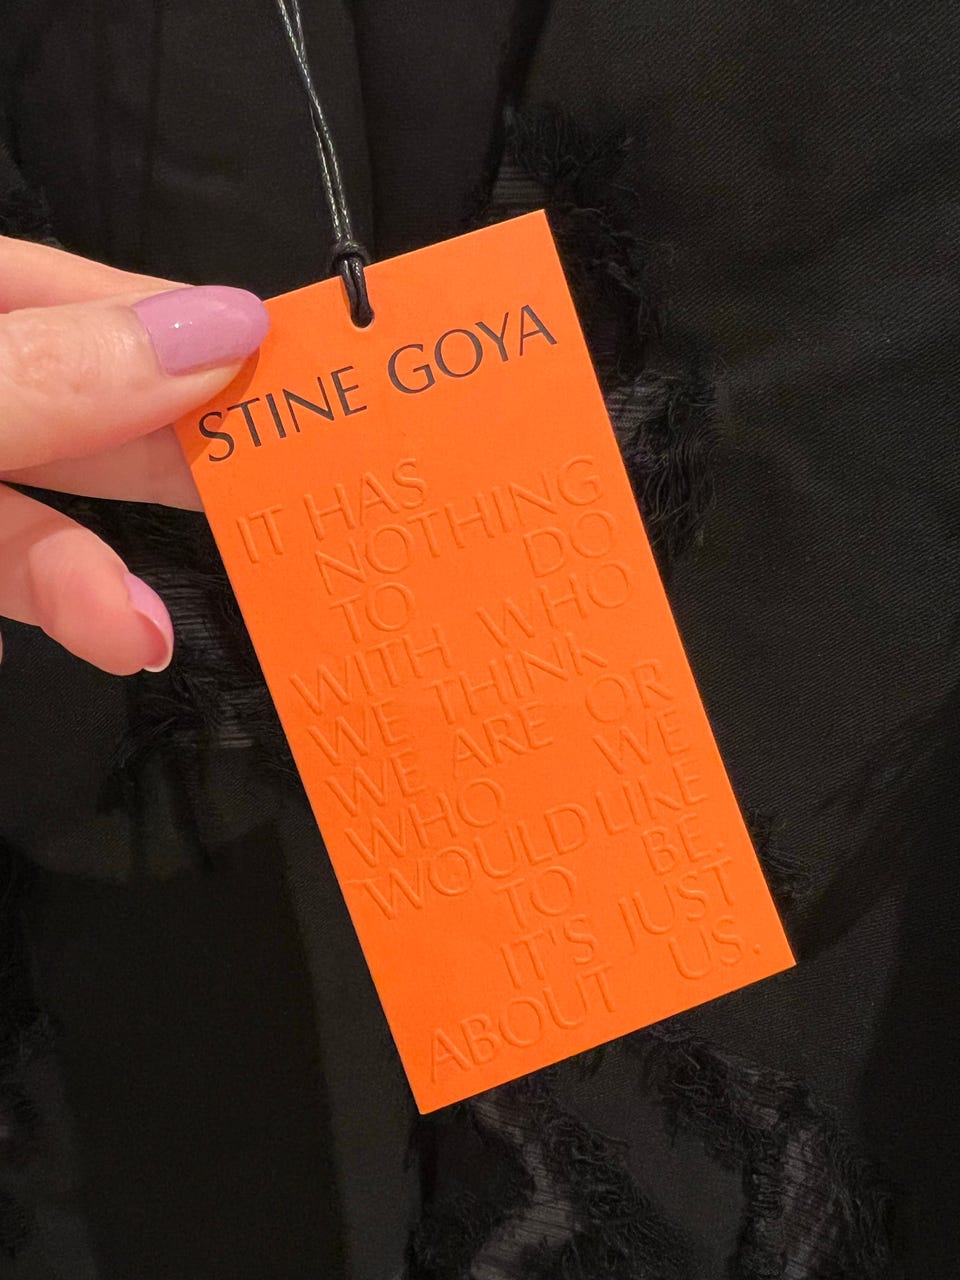 STINE GOYA
IT HAS
NOTHING
TO DO
WITH WHO
WE THINK
WE ARE OR
WHO WE
WOULD LIKE
TO BE.
IT'S JUST
ABOUT US.